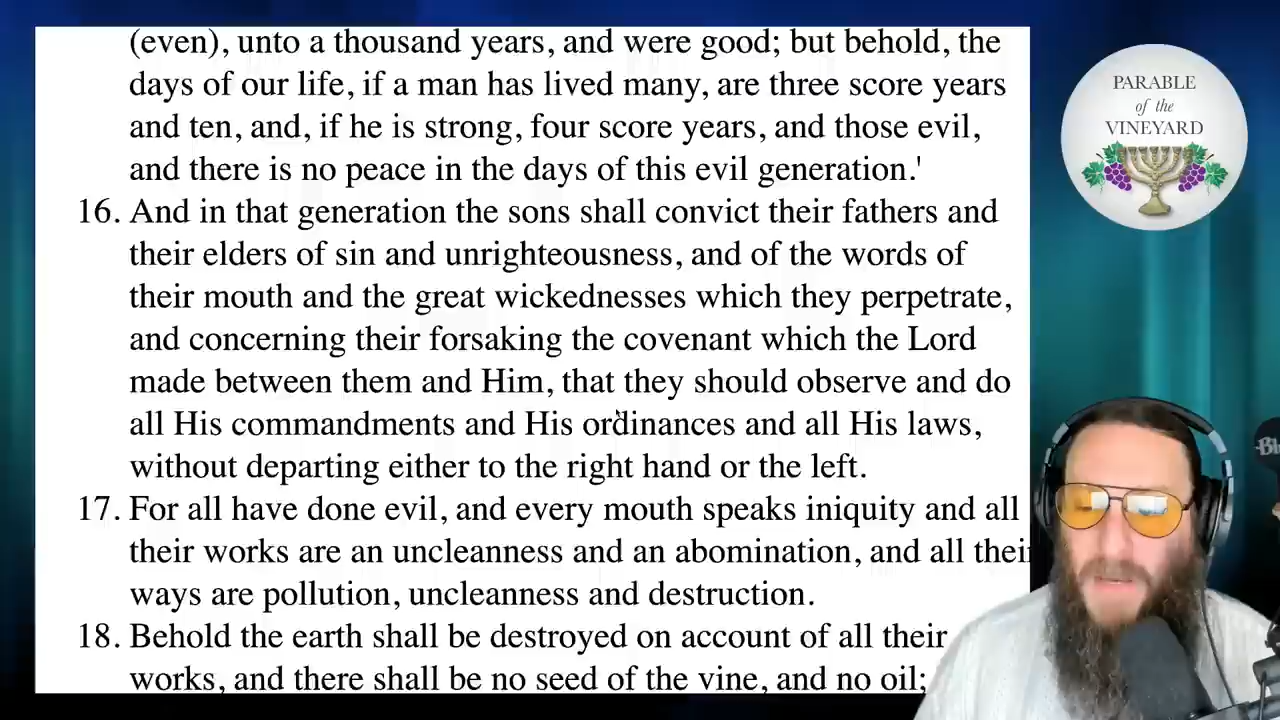 (even), unto a thousand years, and were good; but behold, the
days of our life, if a man has lived many, are three score years
and ten, and, if he is strong, four score years, and those evil,
and there is no peace in the days of this evil generation.'
16. And in that generation the sons shall convict their fathers and
their elders of sin and unrighteousness, and of the words of
their mouth and the great wickednesses which they perpetrate,
and concerning their forsaking the covenant which the Lord
made between them and Him, that they should observe and do
all His commandments and His ordinances and all His laws,
without departing either to the right hand or the left.
17. For all have done evil, and every mouth speaks iniquity and all
their works are an uncleanness and an abomination, and all their
ways are pollution, uncleanness and destruction.
18. Behold the earth shall be destroyed on account of all their
works, and there shall be no seed of the vine, and no oil;
PARABLE
of the
VINEYARD